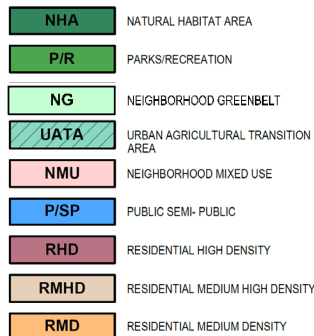 NHA NATURAL HABITAT AREA
P/R PARKS/RECREATION
NG NEIGHBORHOOD GREENBELT
UATA URBAN AGRICULTURAL TRANSITION
AREA
NMU NEIGHBORHOOD MIXED USE
P/SP PUBLIC SEMI- PUBLIC
RHD RESIDENTIAL HIGH DENSITY
RMHD RESIDENTIAL MEDIUM HIGH DENSITY
RMD RESIDENTIAL MEDIUM DENSITY